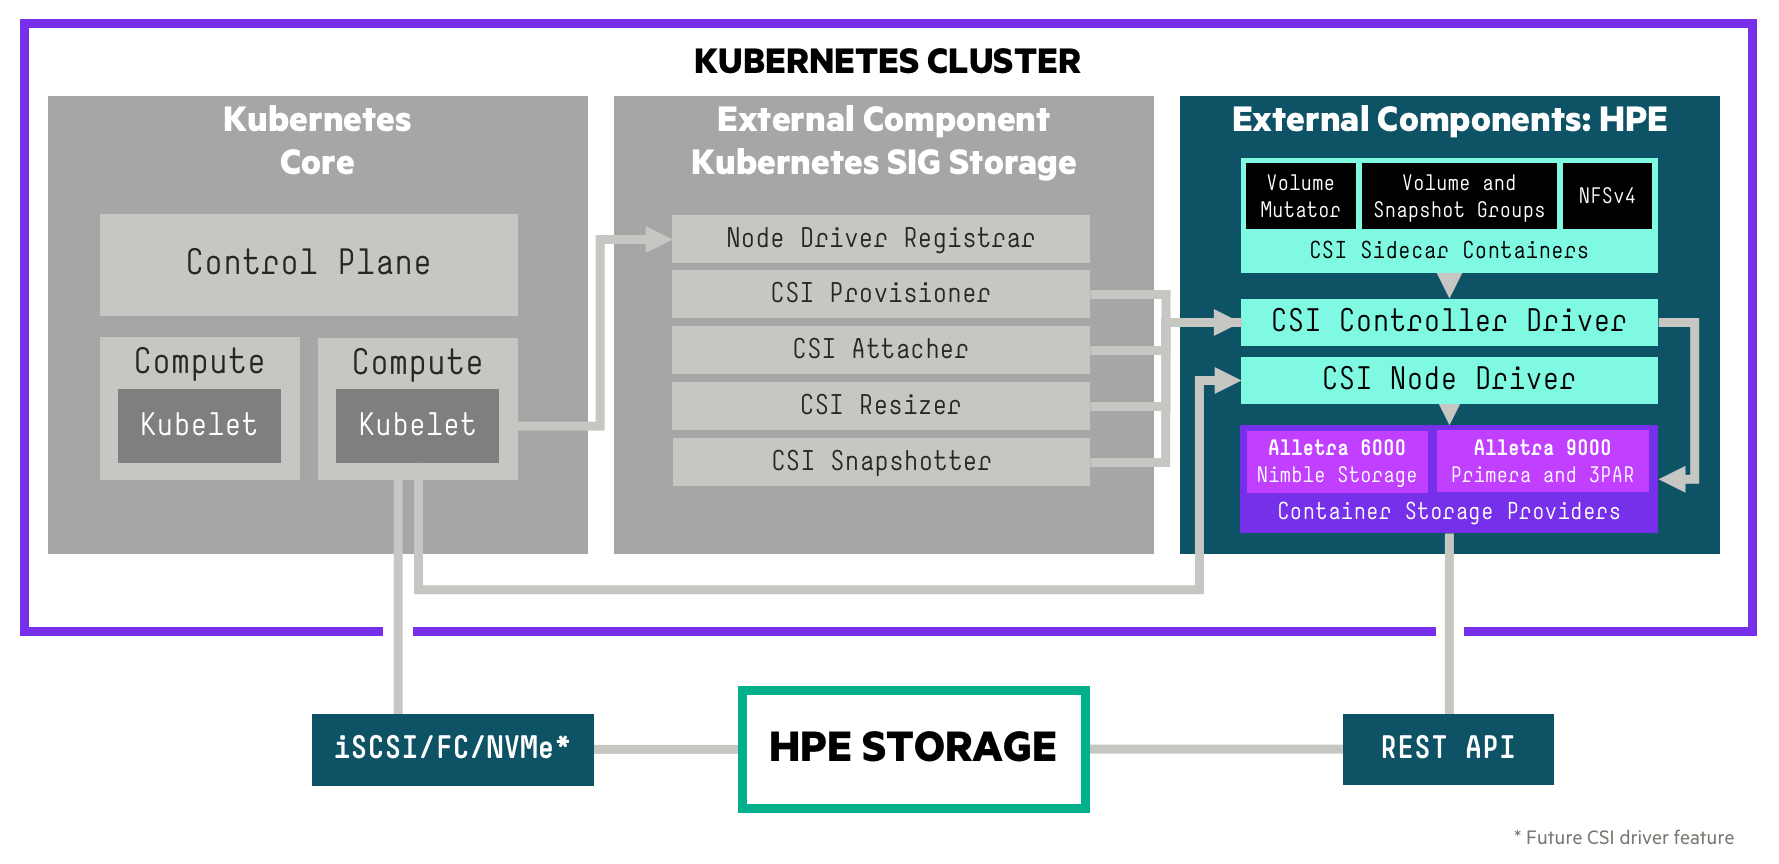 KUBERNETES CLUSTER
Kubernetes
Core
Control Plane
Compute
Kubelet
Compute
Kubelet
External Component
Kubernetes SIG Storage
Node Driver Registrar
CSI Provisioner
CSI Attacher
CSI Resizer
CSI Snapshotter
External Components: HPE
Volume
Mutator
Volume and
Snapshot Groups
NFSv4
CSI Sidecar Containers
CSI Controller Driver
CSI Node Driver
Alletra 6000
Nimble Storage
Alletra 9000
Primera and 3PAR
Container Storage Providers
iSCSI/FC/NVMe*
HPE STORAGE
REST API
* Future CSI driver feature